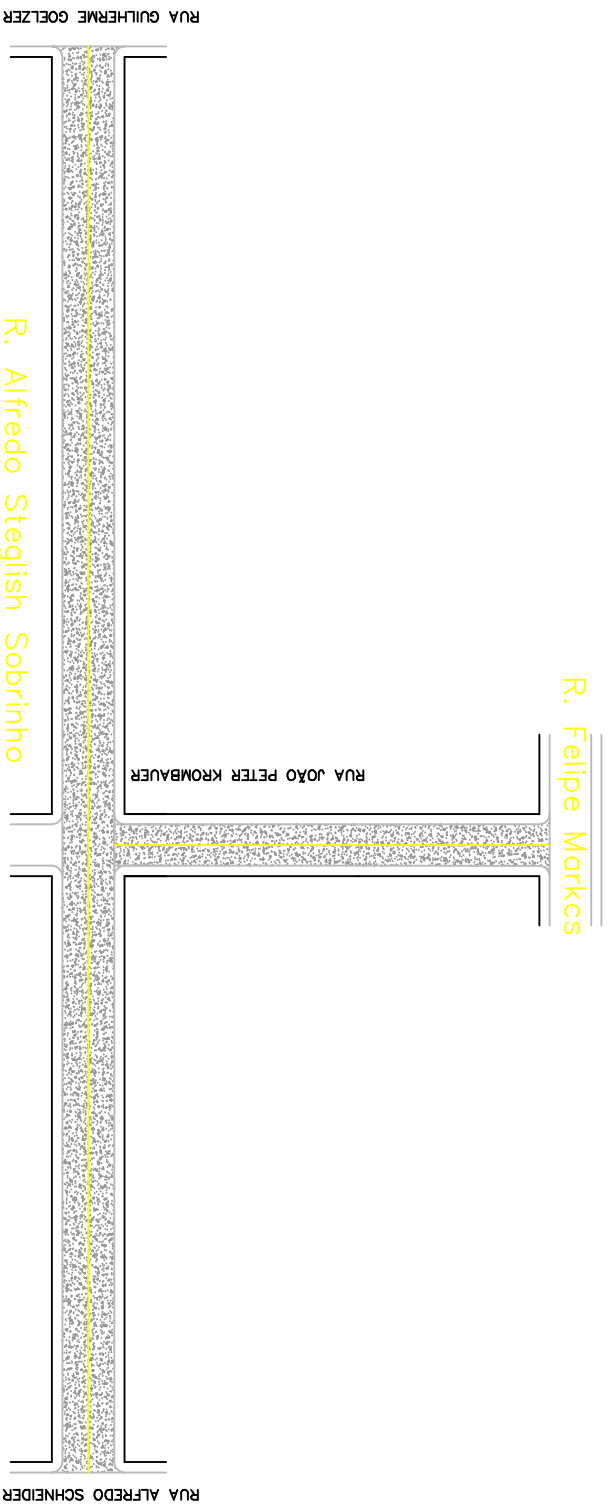 RUA GUILHERME GOELZER
R. Alfredo Steglish Sobrinho
R. Felipe Markcs
RUA JOÃO PETER KROMBAUER
RUA ALFREDO SCHNEIDER